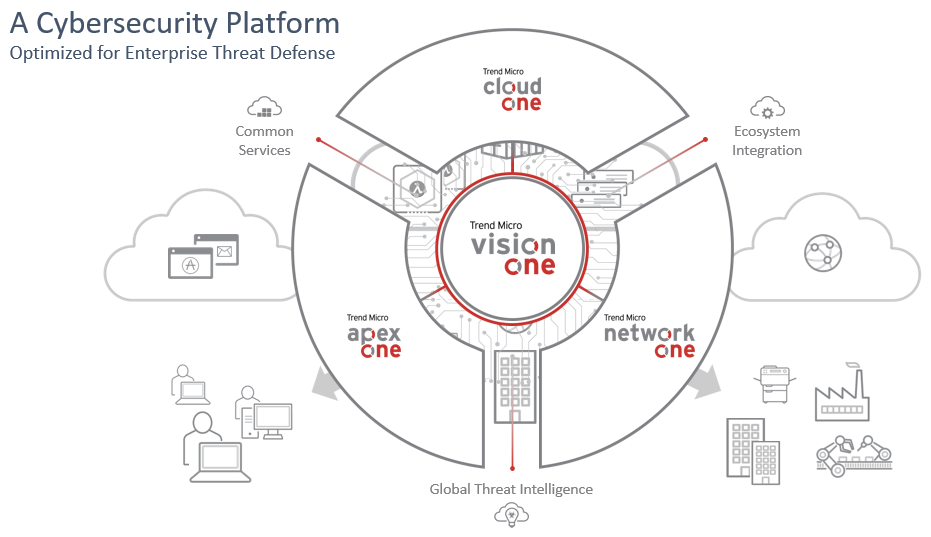 A Cybersecurity Platform
Optimized for Enterprise Threat Defense
Trend Micro
cloud
one
Common
Services
Ecosystem
Integration
Trend Micro
vision
one
Trend Micro
apex
one
Trend Micro
network
one
Global Threat Intelligence